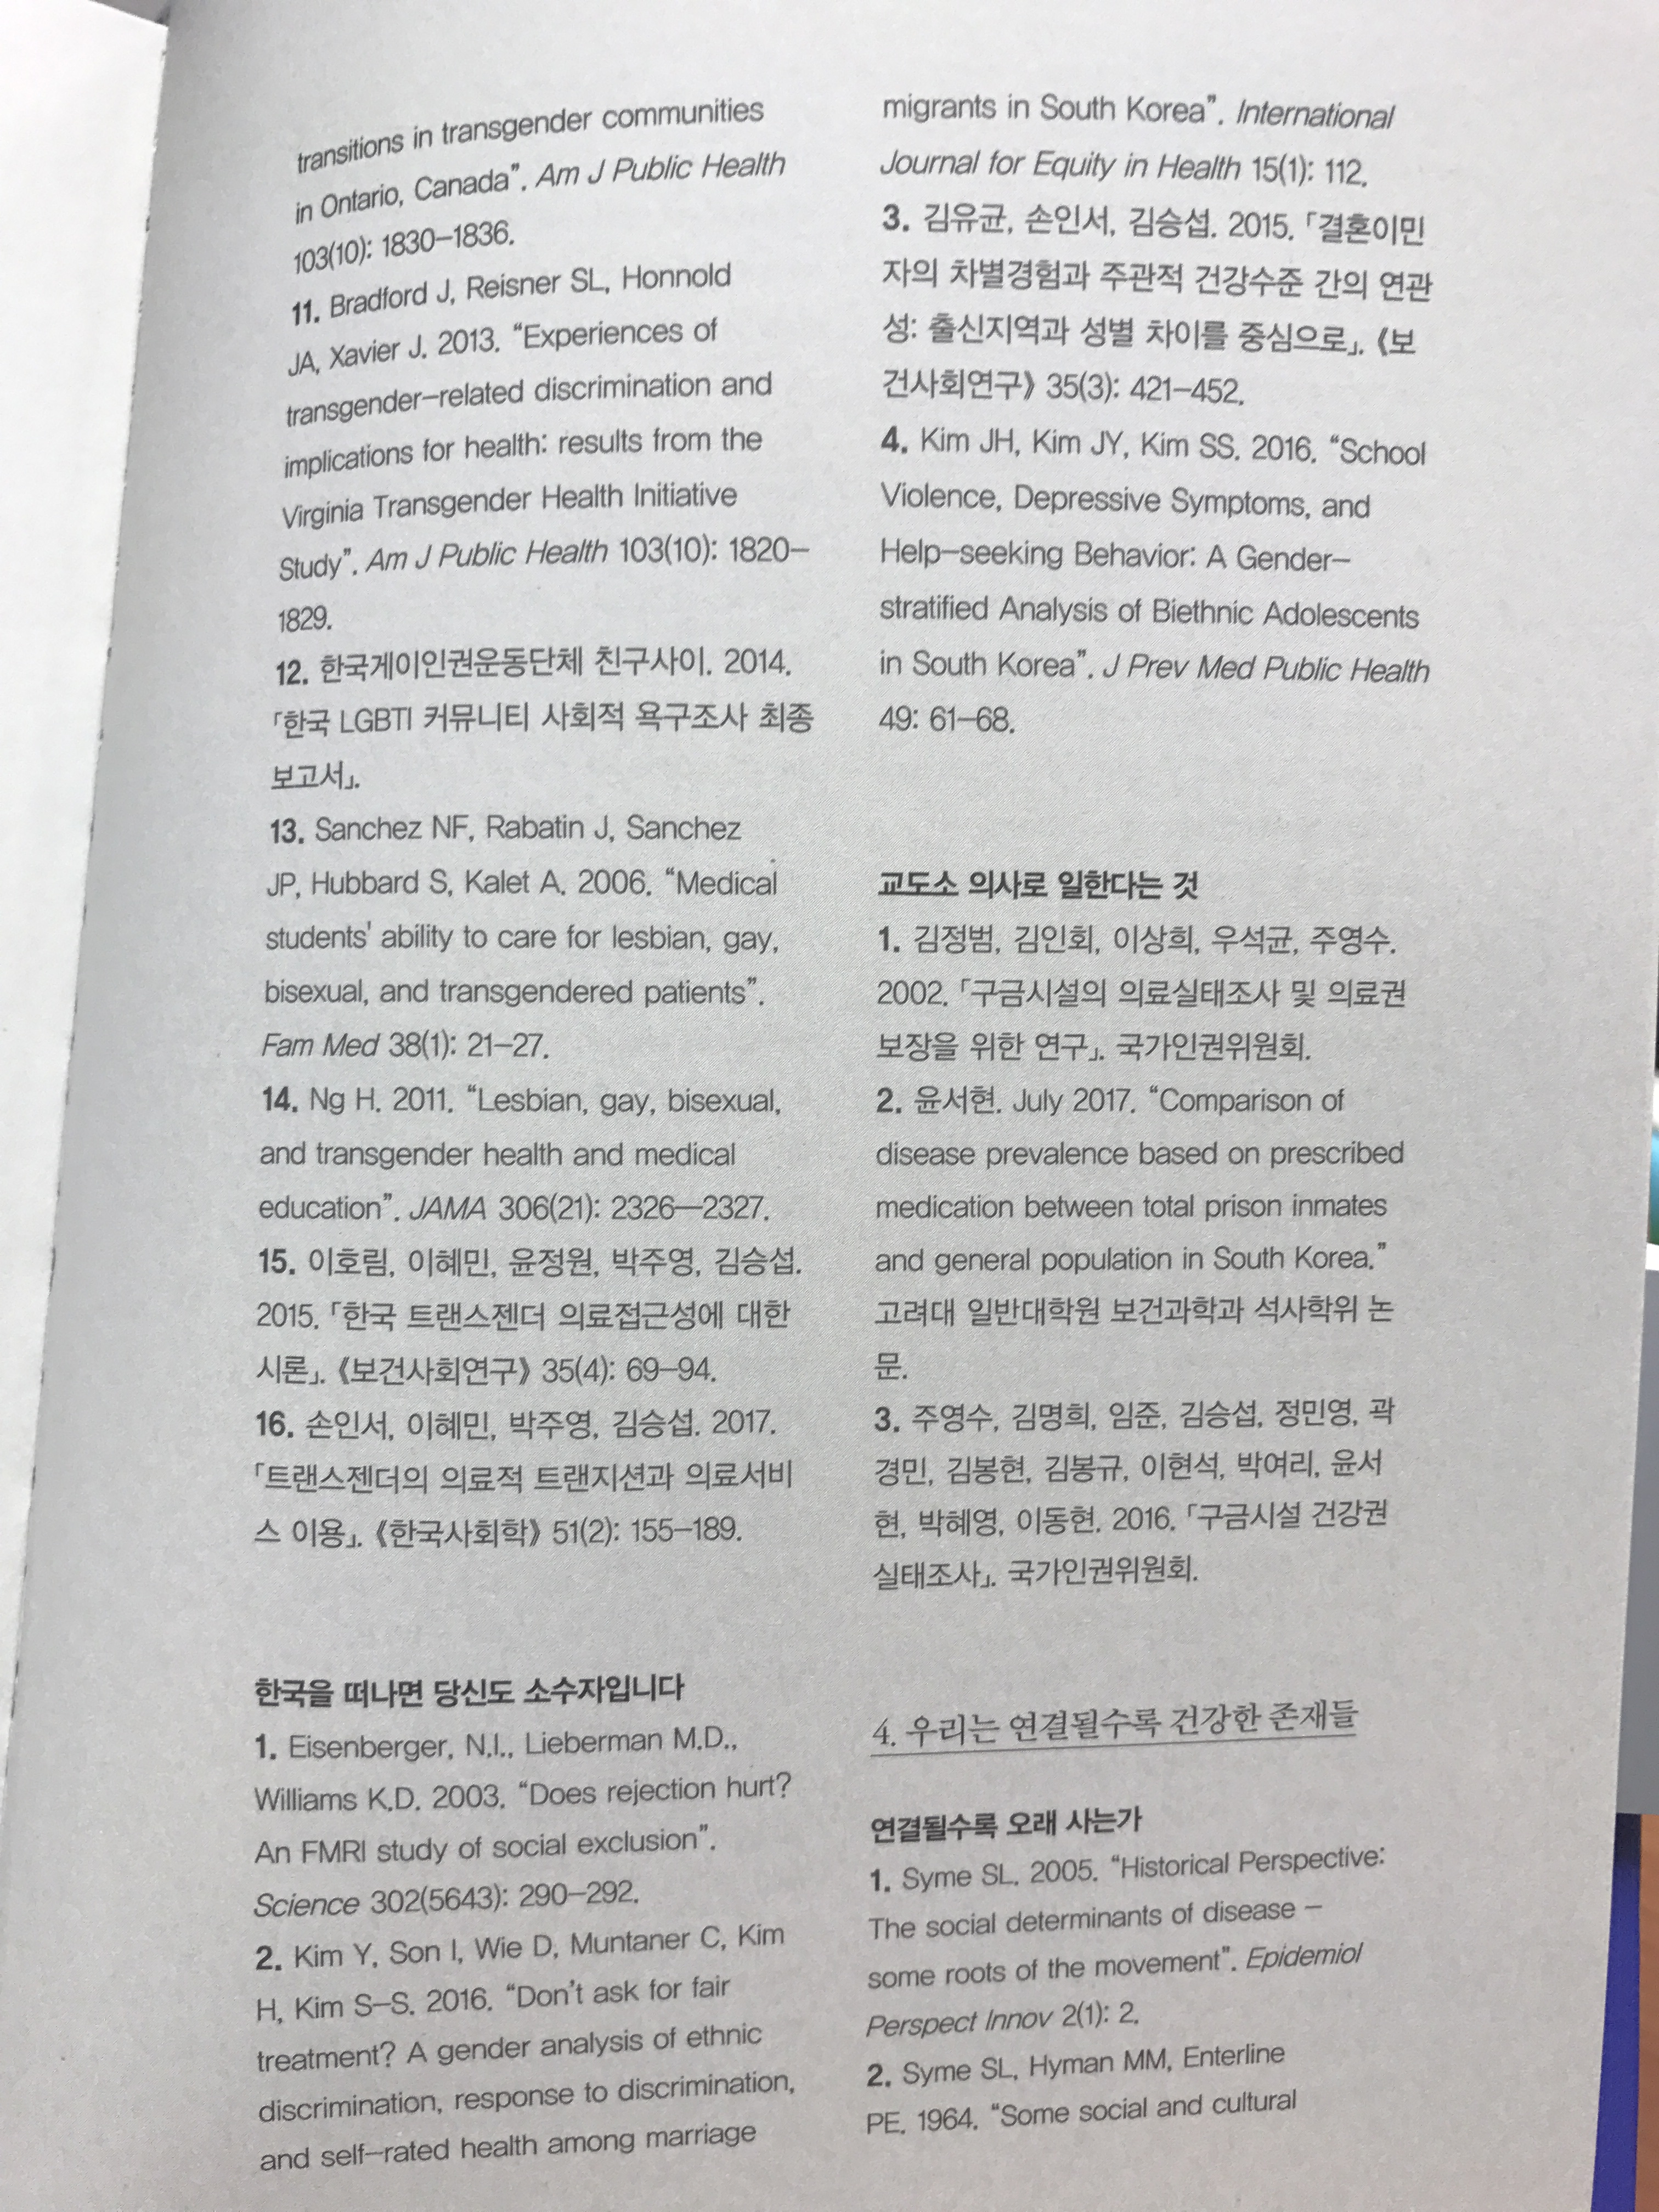 transitions in transgender communities
in Ontario, Canada”. Am J Public Health
103(10): 1830–1836.
11. Bradford J, Reisner SL, Honnold
JA, Xavier J. 2013. “Experiences of
transgender–related discrimination and
implications for health: results from the
Virginia Transgender Health Initiative
Study”. Am J Public Health 103(10): 1820–
1829.
12. 한국게이인권운동단체 친구사이. 2014.
「한국 LGBTI 커뮤니티 사회적 욕구조사 최종
보고서」.
13. Sanchez NF, Rabatin J, Sanchez
JP, Hubbard S, Kalet A. 2006. “Medical
students' ability to care for lesbian, gay,
bisexual, and transgendered patients”.
Fam Med 38(1): 21–27.
14. Ng H. 2011. “Lesbian, gay, bisexual,
and transgender health and medical
education”. JAMA 306(21): 2326—2327.
15. 이호림, 이혜민, 윤정원, 박주영, 김승섭.
2015. 「한국 트랜스젠더 의료접근성에 대한
시론」. 《보건사회연구》 35(4): 69–94.
16. 손인서, 이혜민, 박주영, 김승섭. 2017.
「트랜스젠더의 의료적 트랜지션과 의료서비
스 이용」. 《한국사회학》 51(2): 155–189.
한국을 떠나면 당신도 소수자입니다
1. Eisenberger, N.I., Lieberman M.D.,
Williams K.D. 2003. “Does rejection hurt?
An FMRI study of social exclusion”.
Science 302(5643): 290–292.
2. Kim Y, Son I, Wie D, Muntaner C, Kim
H, Kim S–S. 2016. “Don't ask for fair
treatment? A gender analysis of ethnic
discrimination, response to discrimination,
and self–rated health among marriage
migrants in South Korea”. International
Journal for Equity in Health 15(1): 112.
3. 김유균, 손인서, 김승섭. 2015. 「결혼이민
자의 차별경험과 주관적 건강수준 간의 연관
성: 출신지역과 성별 차이를 중심으로」. 《보
건사회연구》 35(3): 421–452.
4. Kim JH, Kim JY, Kim SS. 2016. “School
Violence, Depressive Symptoms, and
Help–seeking Behavior: A Gender–
stratified Analysis of Biethnic Adolescents
in South Korea”. J Prev Med Public Health
49: 61–68.
교도소 의사로 일한다는 것
1. 김정범, 김인회, 이상희, 우석균, 주영수.
2002. 「구금시설의 의료실태조사 및 의료권
보장을 위한 연구」. 국가인권위원회.
2. 윤서현. July 2017. “Comparison of
disease prevalence based on prescribed
medication between total prison inmates
and general population in South Korea.”
고려대 일반대학원 보건과학과 석사학위 논
문.
3. 주영수, 김명희, 임준, 김승섭, 정민영, 곽
경민, 김봉현, 김봉규, 이현석, 박여리, 윤서
현, 박혜영, 이동현. 2016. 「구금시설 건강권
실태조사」. 국가인권위원회.
4. 우리는 연결될수록 건강한 존재들
연결될수록 오래 사는가
1. Syme SL. 2005. “Historical Perspective:
The social determinants of disease –
some roots of the movement”. Epidemiol
Perspect Innov 2(1): 2.
2. Syme SL, Hyman MM, Enterline
PE. 1964. “Some social and cultural